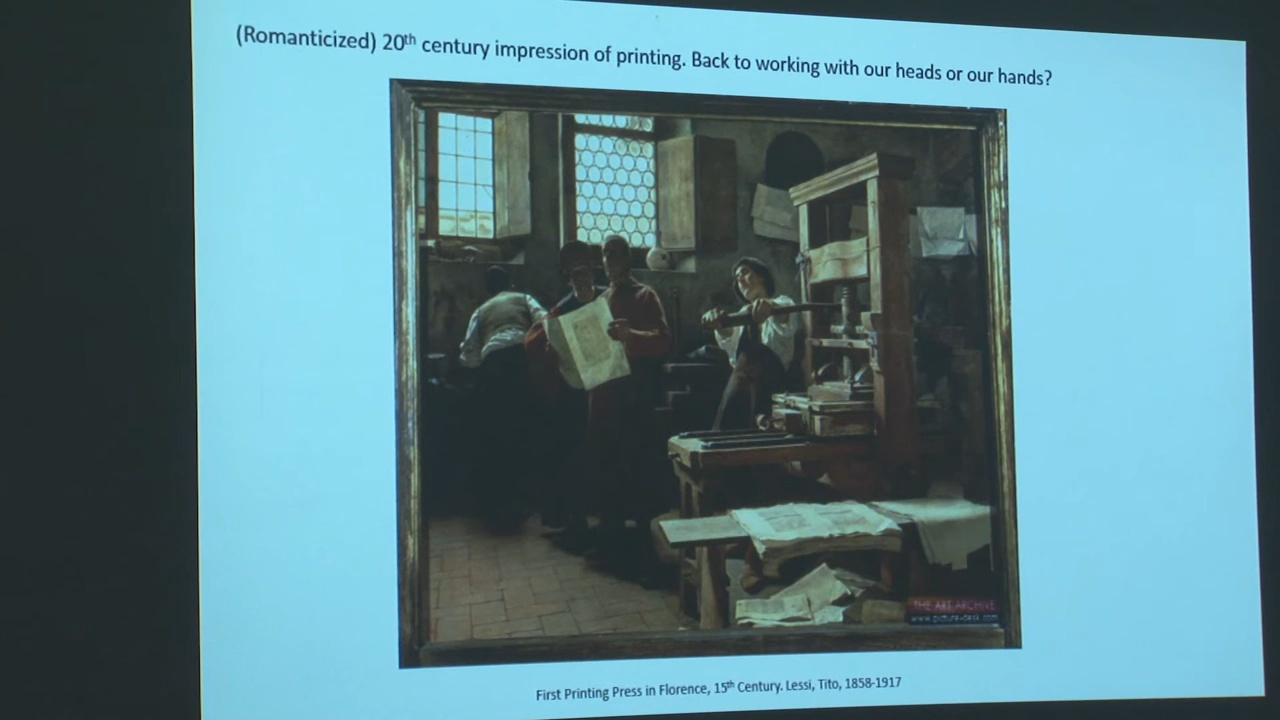 (Romanticized) 20th century impression of printing. Back to working with our heads or our hands?
THE ART ARCHIVE
www.picture-desk.com
First Printing Press in Florence, 15th Century. Lessi, Tito, 1858-1917